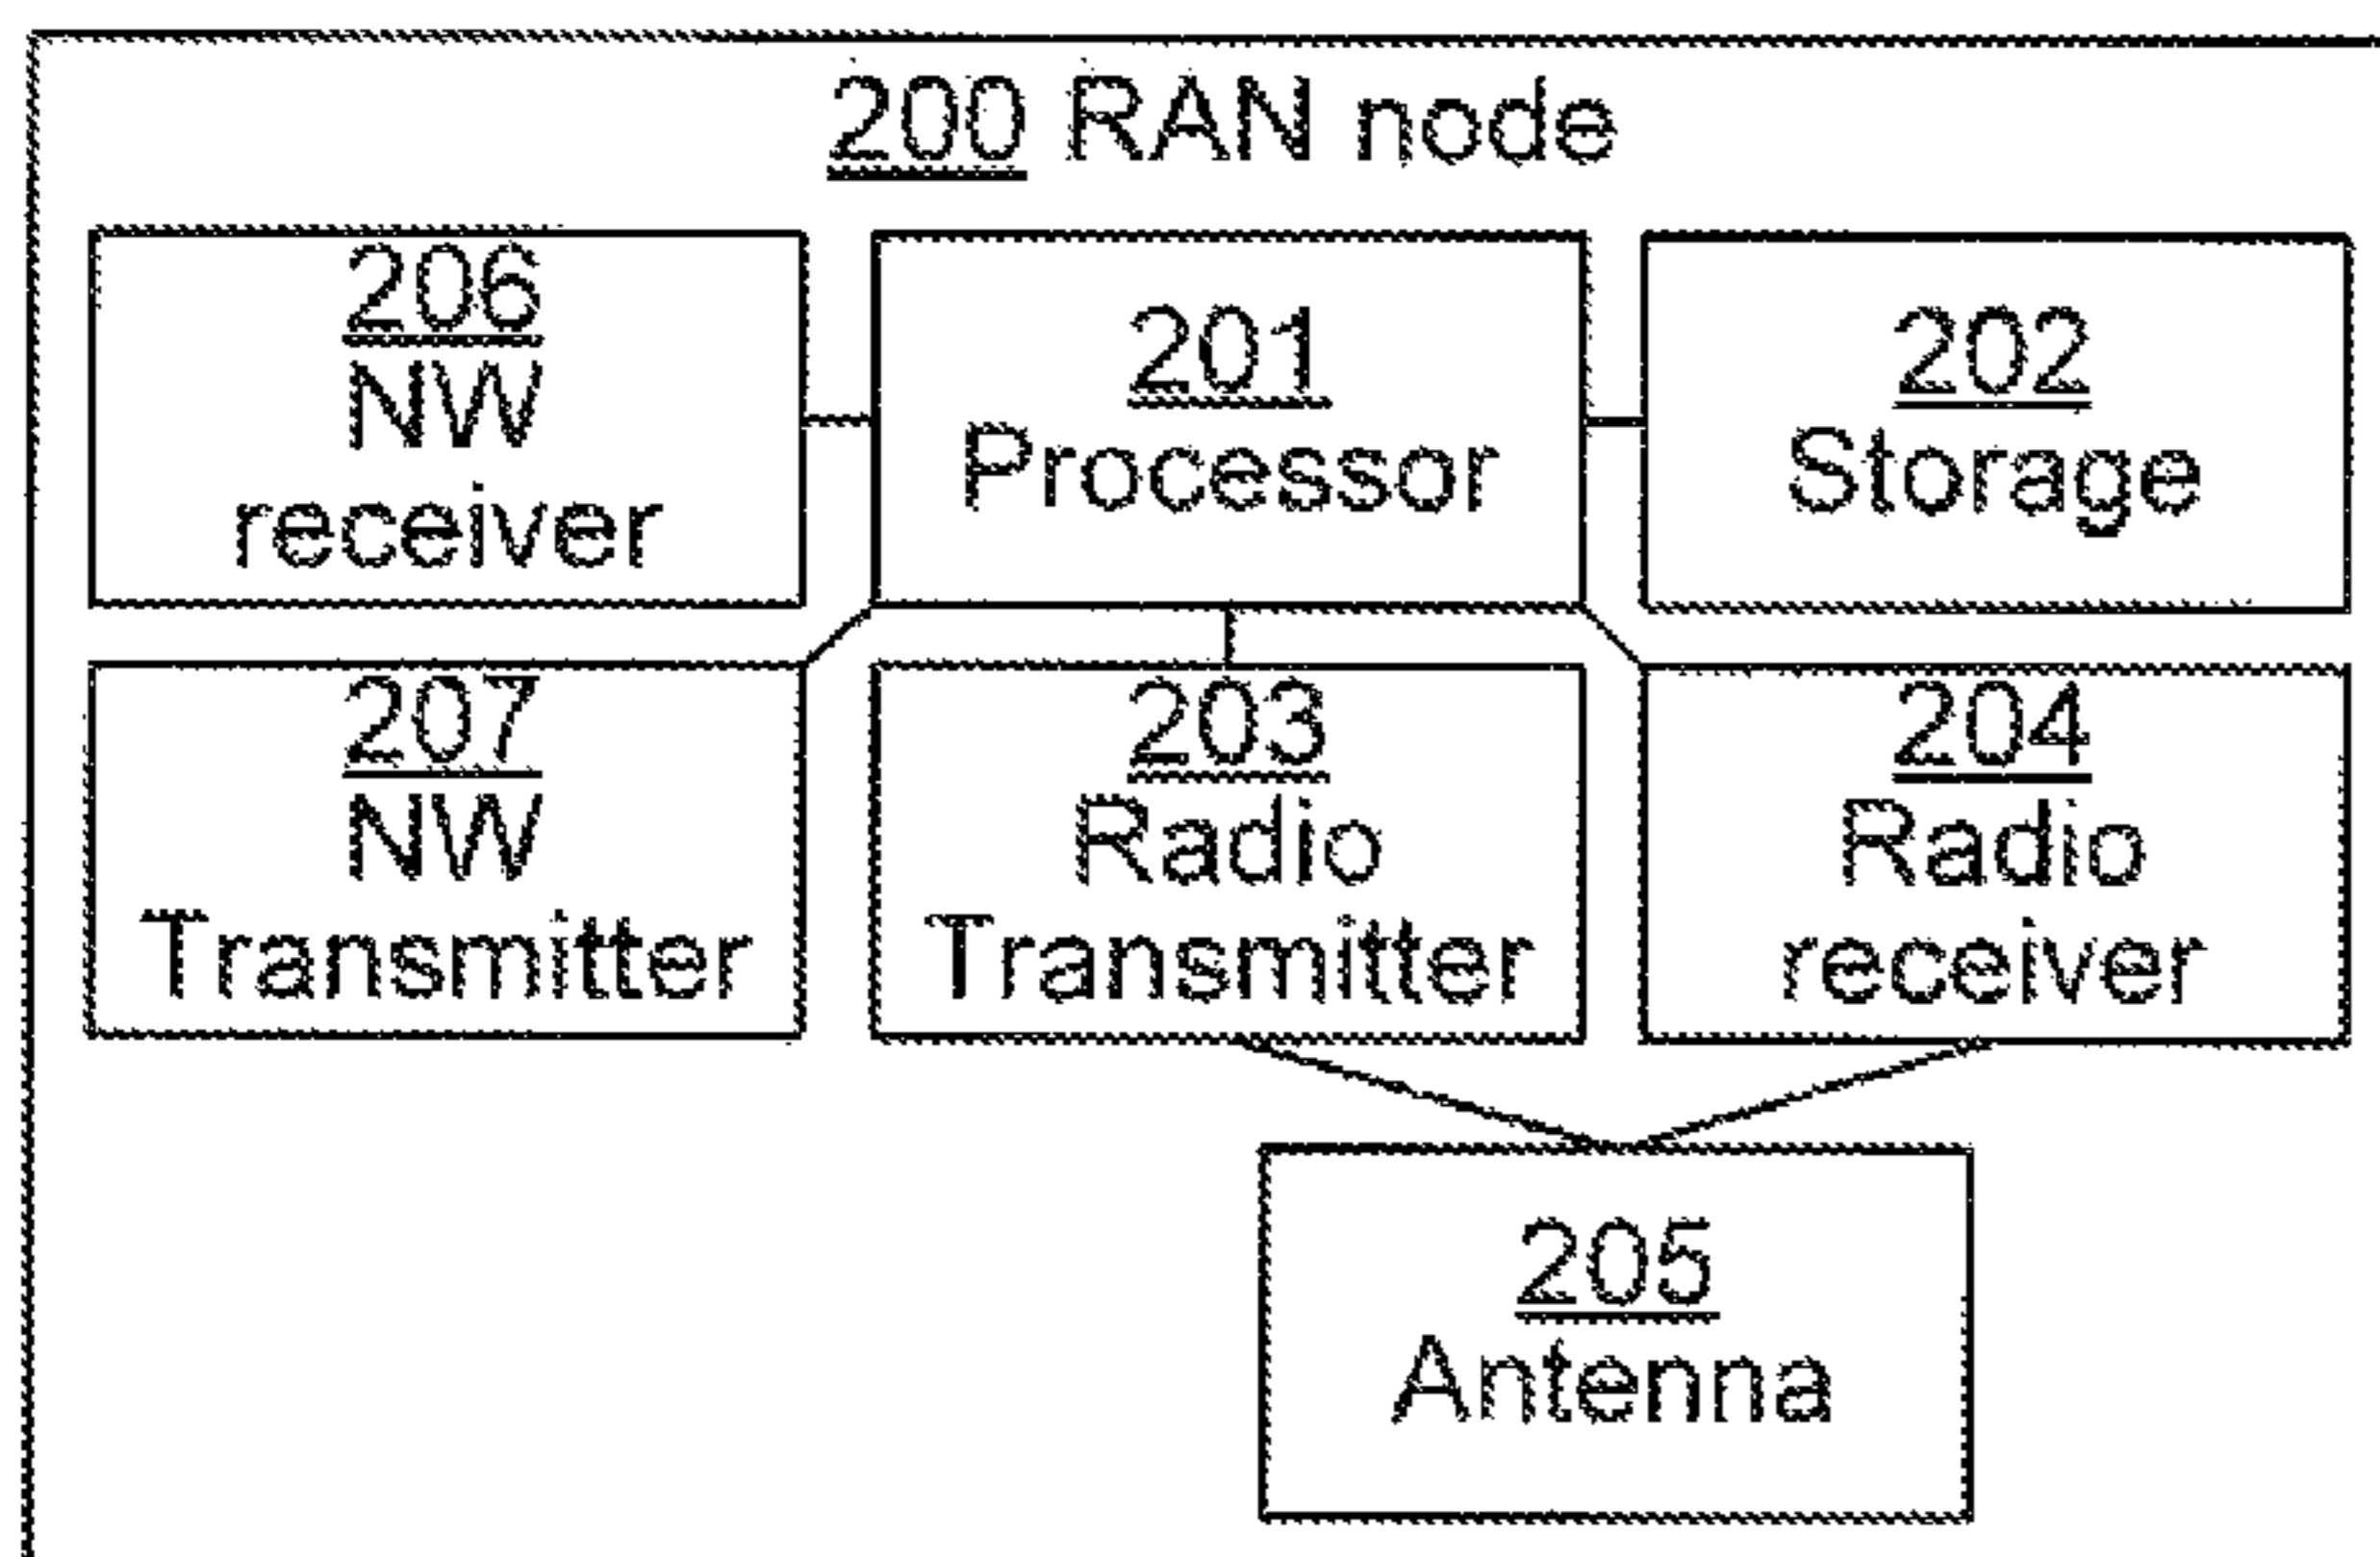 200 RAN node
206
NW
receiver
201
Processor
202
Storage
207
NW
Transmitter
203
Radio
Transmitter
204
Radio
receiver
205
Antenna